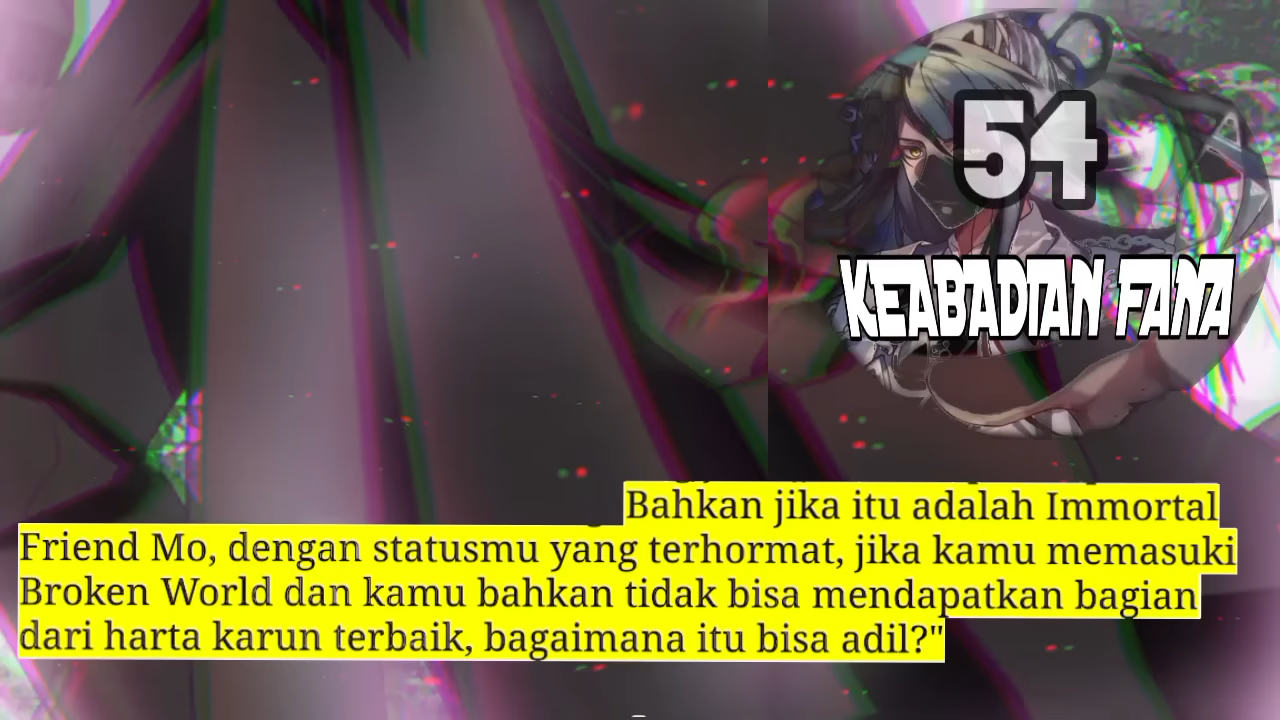 54
KEABADIAN FANA
Bahkan jika itu adalah Immortal
Friend Mo, dengan statusmu yang terhormat, jika kamu memasuki
Broken World dan kamu bahkan tidak bisa mendapatkan bagian
dari harta karun terbaik, bagaimana itu bisa adil?"